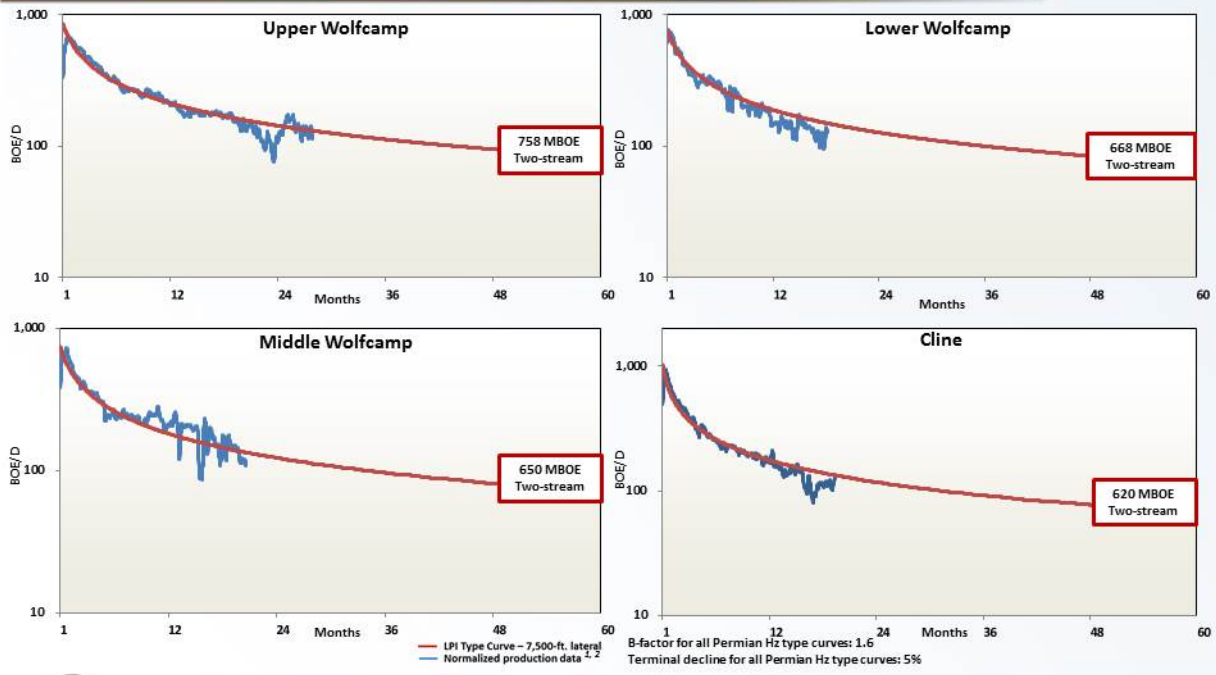 Upper Wolfcamp
1,000
100
10
BOE/D
758 MBOE
Two-stream
1 12 24 36 48 60
Months
Lower Wolfcamp
1,000
100
10
BOE/D
668 MBOE
Two-stream
1 12 24 36 48 60
Months
Middle Wolfcamp
1,000
100
10
BOE/D
650 MBOE
Two-stream
1 12 24 36 48 60
Months
Cline
1,000
100
10
BOE/D
620 MBOE
Two-stream
1 12 24 36 48 60
LPI Type Curve – 7,500-ft. lateral
Normalized production data 1, 2
B-factor for all Permian Hz type curves: 1.6
Terminal decline for all Permian Hz type curves: 5%